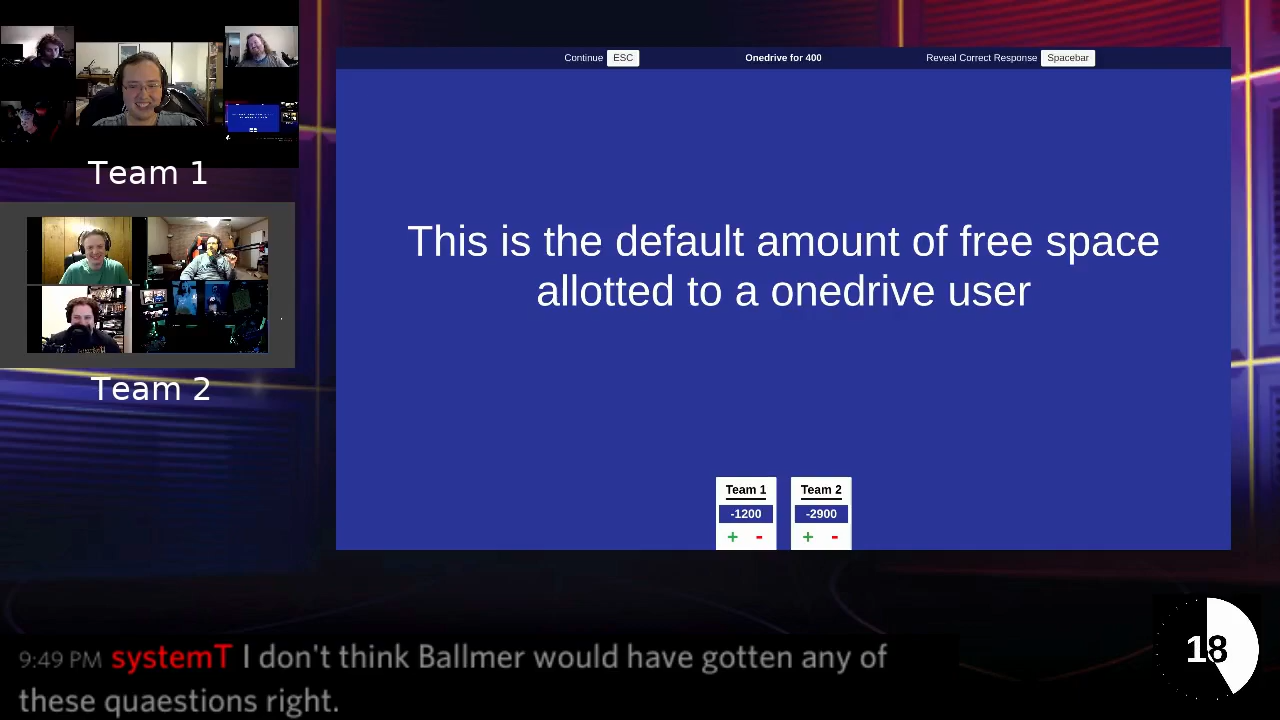 Continue ESC Onedrive for 400 Reveal Correct Response Spacebar
This is the default amount of free space
allotted to a onedrive user
Team 1
Team 2
Team 1 Team 2
-1200 -2900
+ - + -
9:49 PM systemT I don't think Ballmer would have gotten any of
these quaestions right.
18